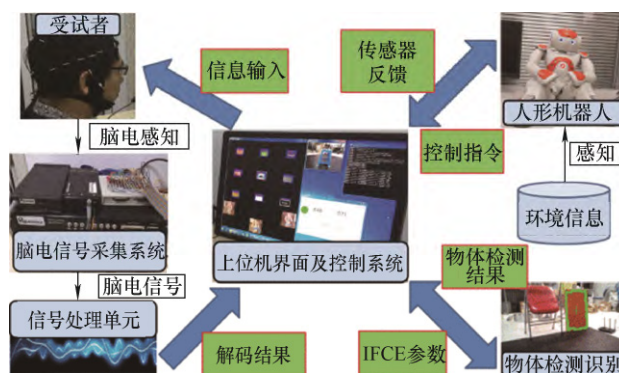 受试者
信息输入
传感器
反馈
人形机器人
脑电感知
控制指令
感知
环境信息
脑电信号采集系统
上位机界面及控制系统
物体检测
结果
脑电信号
信号处理单元
解码结果
IFCE参数
物体检测识别